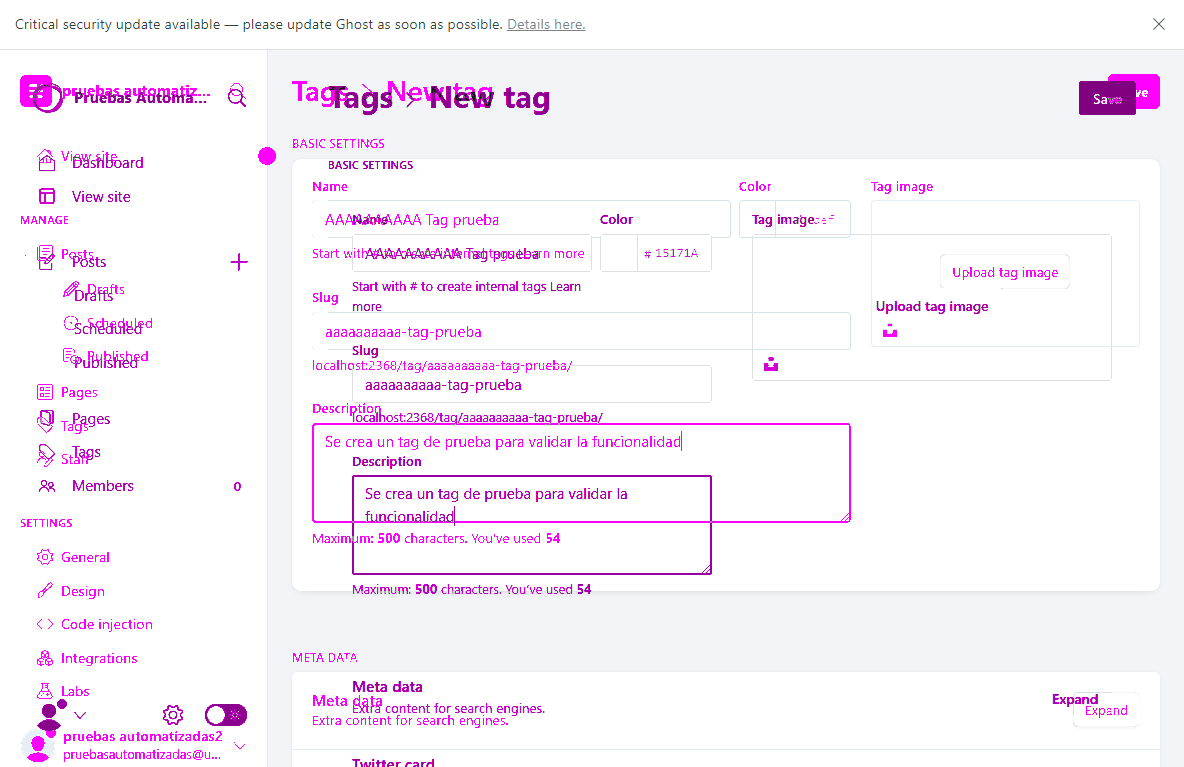 Critical security update available — please update Ghost as soon as possible. Details here.
pruebas automatiz...
Pruebas Automa...
Tags > New tag
Tags > New tag
Save
View site
Dashboard
View site
MANAGE
Posts
Posts
Drafts
Drafts
Scheduled
Scheduled
Published
Published
Pages
Pages
Tags
Tags
Staff
Members 0
SETTINGS
General
Design
Code injection
Integrations
Labs
pruebas automatizadas2
pruebasautomatizadas@u...
BASIC SETTINGS
BASIC SETTINGS
Name
Color
Tag image
AAAAAAAAAA Tag prueba
Name
Color
Tag image
AAAAAAAAAA Tag prueba
# 15171A
Start with # to create internal tags Learn more
Start with # to create internal tags Learn
more
Upload tag image
Upload tag image
Slug
aaaaaaaaaa-tag-prueba
Slug
localhost:2368/tag/aaaaaaaaaa-tag-prueba/
aaaaaaaaaa-tag-prueba
Description
localhost:2368/tag/aaaaaaaaaa-tag-prueba/
Se crea un tag de prueba para validar la funcionalidad
Description
Se crea un tag de prueba para validar la
funcionalidad
Maximum: 500 characters. You've used 54
Maximum: 500 characters. You've used 54
META DATA
Meta data
Meta data
Extra content for search engines.
Extra content for search engines.
Expand
Expand
Twitter card